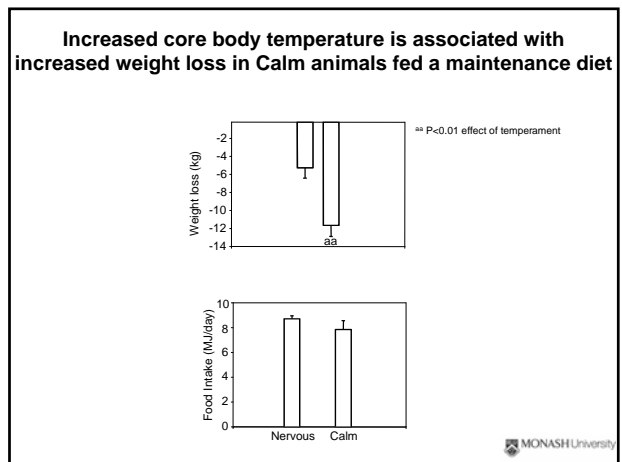 Increased core body temperature is associated with
increased weight loss in Calm animals fed a maintenance diet
aa P<0.01 effect of temperament
Weight loss (kg)
-2
-4
-6
-8
-10
-12
-14
aa
Food Intake (MJ/day)
10
8
6
4
2
0
Nervous Calm
MONASH University